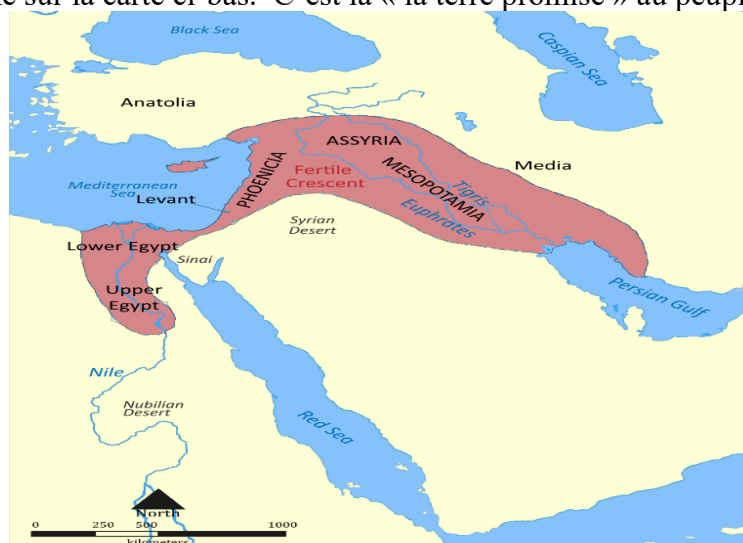 sur la carte ci-bas. C'est la « la terre promise » au
Black Sea
Caspian Sea
Anatolia
ASSYRIA
PHOENICIA
Fertile
Crescent
MESOPOTAMIA
Media
Tigris
Mediterranean
Sea
Levant
Euphrates
Syrian
Desert
Lower Egypt
Sinai
Upper
Egypt
Persian Gulf
Nile
Nubilian
Desert
Red Sea
North
0 250 500 1000
kilometers